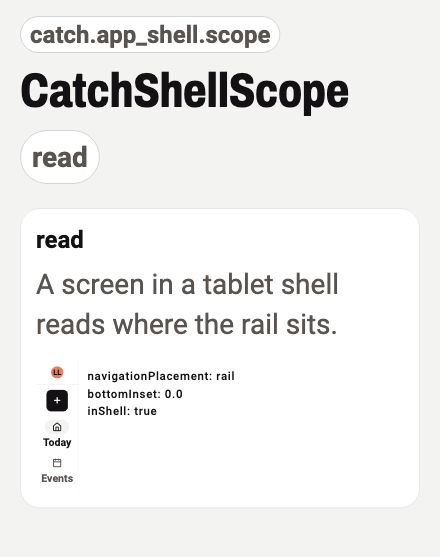 catch.app_shell.scope
CatchShellScope
read
read
A screen in a tablet shell
reads where the rail sits.
LL
navigationPlacement: rail
+
bottomInset: 0.0
inShell: true
Today
Events